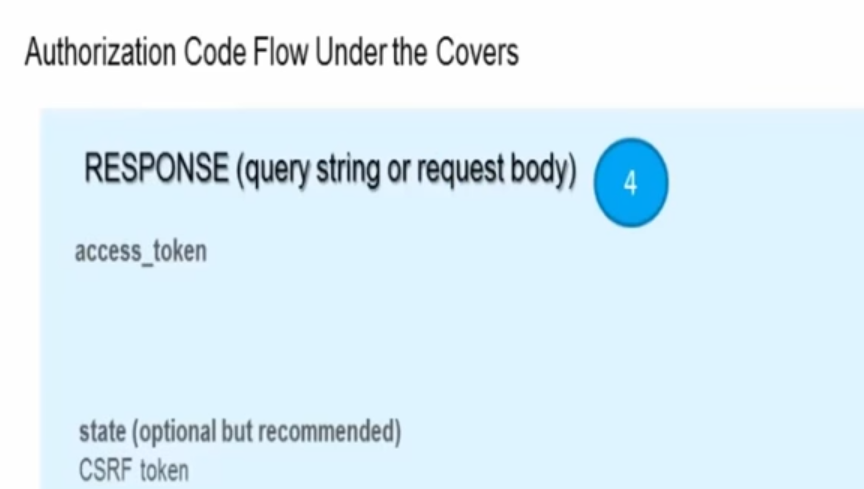 Authorization Code Flow Under the Covers
RESPONSE (query string or request body)
4
access_token
state (optional but recommended)
CSRF token